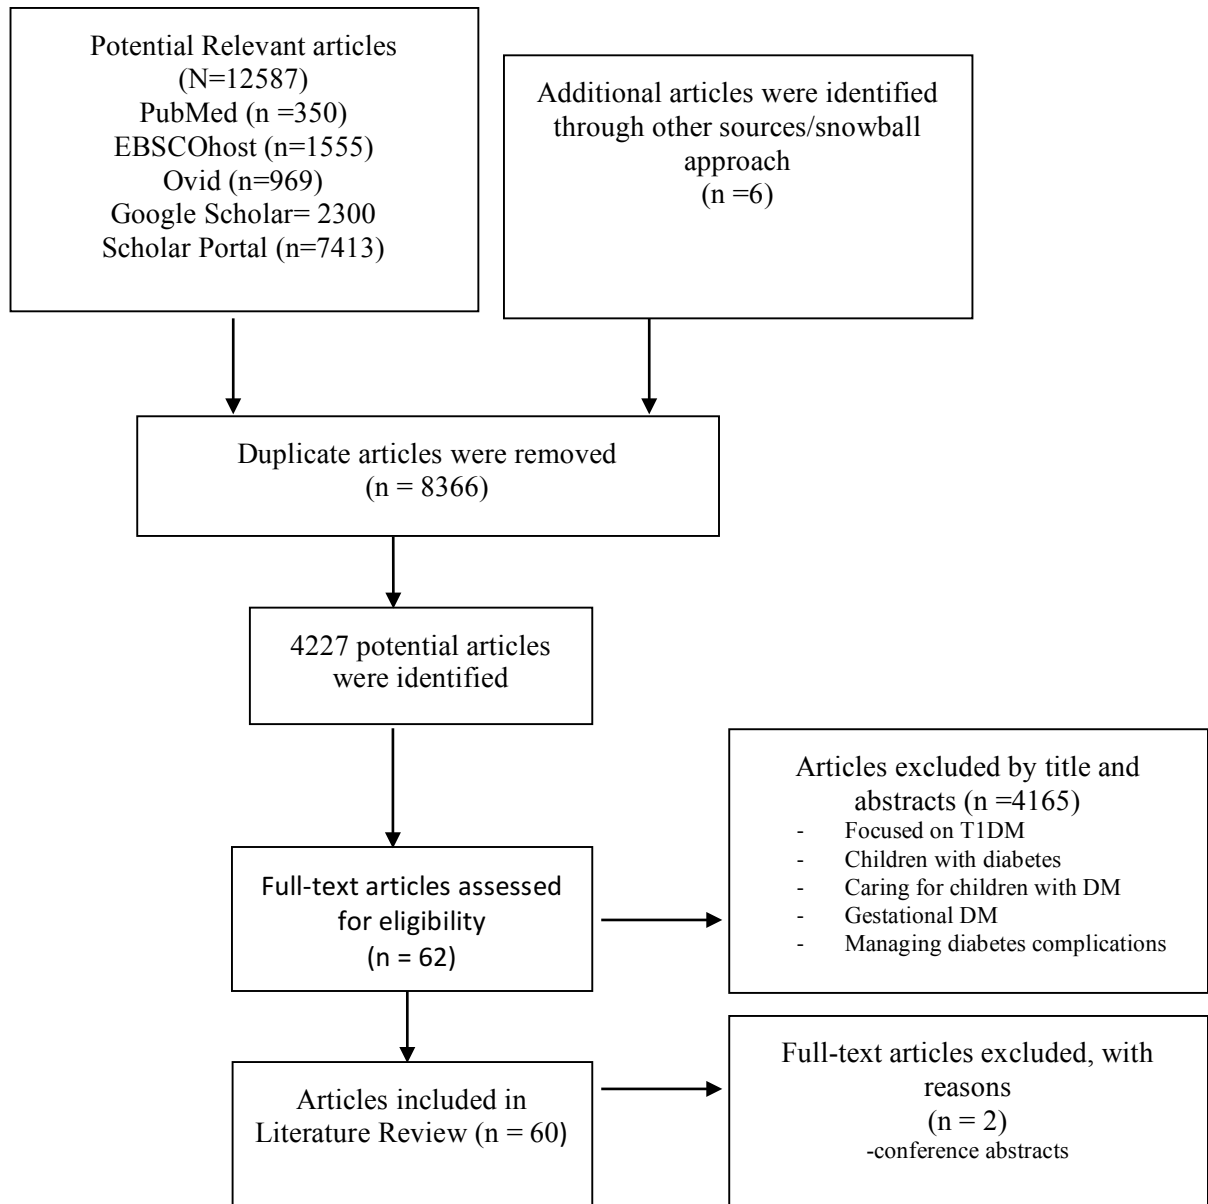 Potential Relevant articles
(N=12587)
PubMed (n =350)
EBSCOhost (n=1555)
Ovid (n=969)
Google Scholar= 2300
Scholar Portal (n=7413)
Additional articles were identified
through other sources/snowball
approach
(n =6)
Duplicate articles were removed
(n = 8366)
4227 potential articles
were identified
Articles excluded by title and
abstracts (n =4165)
- Focused on T1DM
- Children with diabetes
- Caring for children with DM
- Gestational DM
- Managing diabetes complications
Full-text articles assessed
for eligibility
(n = 62)
Full-text articles excluded, with
reasons
(n = 2)
-conference abstracts
Articles included in
Literature Review (n = 60)